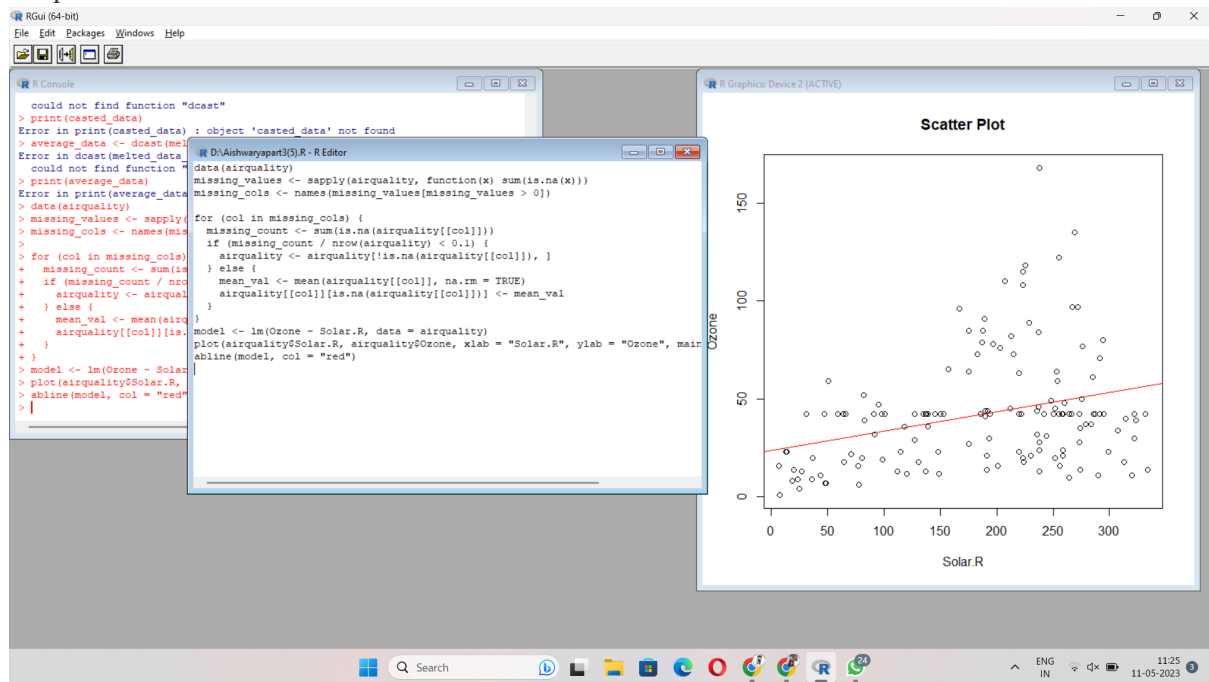 RGui (64-bit)
File Edit Packages Windows Help
R Console
could not find function "dcast"
> print(casted_data)
Error in print(casted_data) : object 'casted_data' not found
> average_data <- dcast(mel
Error in dcast(melted_data
could not find function "
> print(average_data)
Error in print(average_data
> data(airquality)
> missing_values <- sapply(
> missing_cols <- names(mis
>
> for (col in missing_cols)
+ missing_count <- sum(is
+ if (missing_count / nro
+ airquality <- airqual
+ } else {
+ mean_val <- mean(airq
+ airquality[[col]][is.
+ }
+ }
> model <- lm(Ozone ~ Solar
> plot(airquality$Solar.R,
> abline(model, col = "red"
>
D:\Aishwaryapart3(5).R - R Editor
data(airquality)
missing_values <- sapply(airquality, function(x) sum(is.na(x)))
missing_cols <- names(missing_values[missing_values > 0])
for (col in missing_cols) {
missing_count <- sum(is.na(airquality[[col]]))
if (missing_count / nrow(airquality) < 0.1) {
airquality <- airquality[!is.na(airquality[[col]]), ]
} else {
mean_val <- mean(airquality[[col]], na.rm = TRUE)
airquality[[col]][is.na(airquality[[col]])] <- mean_val
}
}
model <- lm(Ozone ~ Solar.R, data = airquality)
plot(airquality$Solar.R, airquality$Ozone, xlab = "Solar.R", ylab = "Ozone", main
abline(model, col = "red")
R Graphics: Device 2 (ACTIVE)
Scatter Plot
Ozone
150
100
50
0
0 50 100 150 200 250 300
Solar.R
Search
24
ENG
IN
11:25
11-05-2023
3